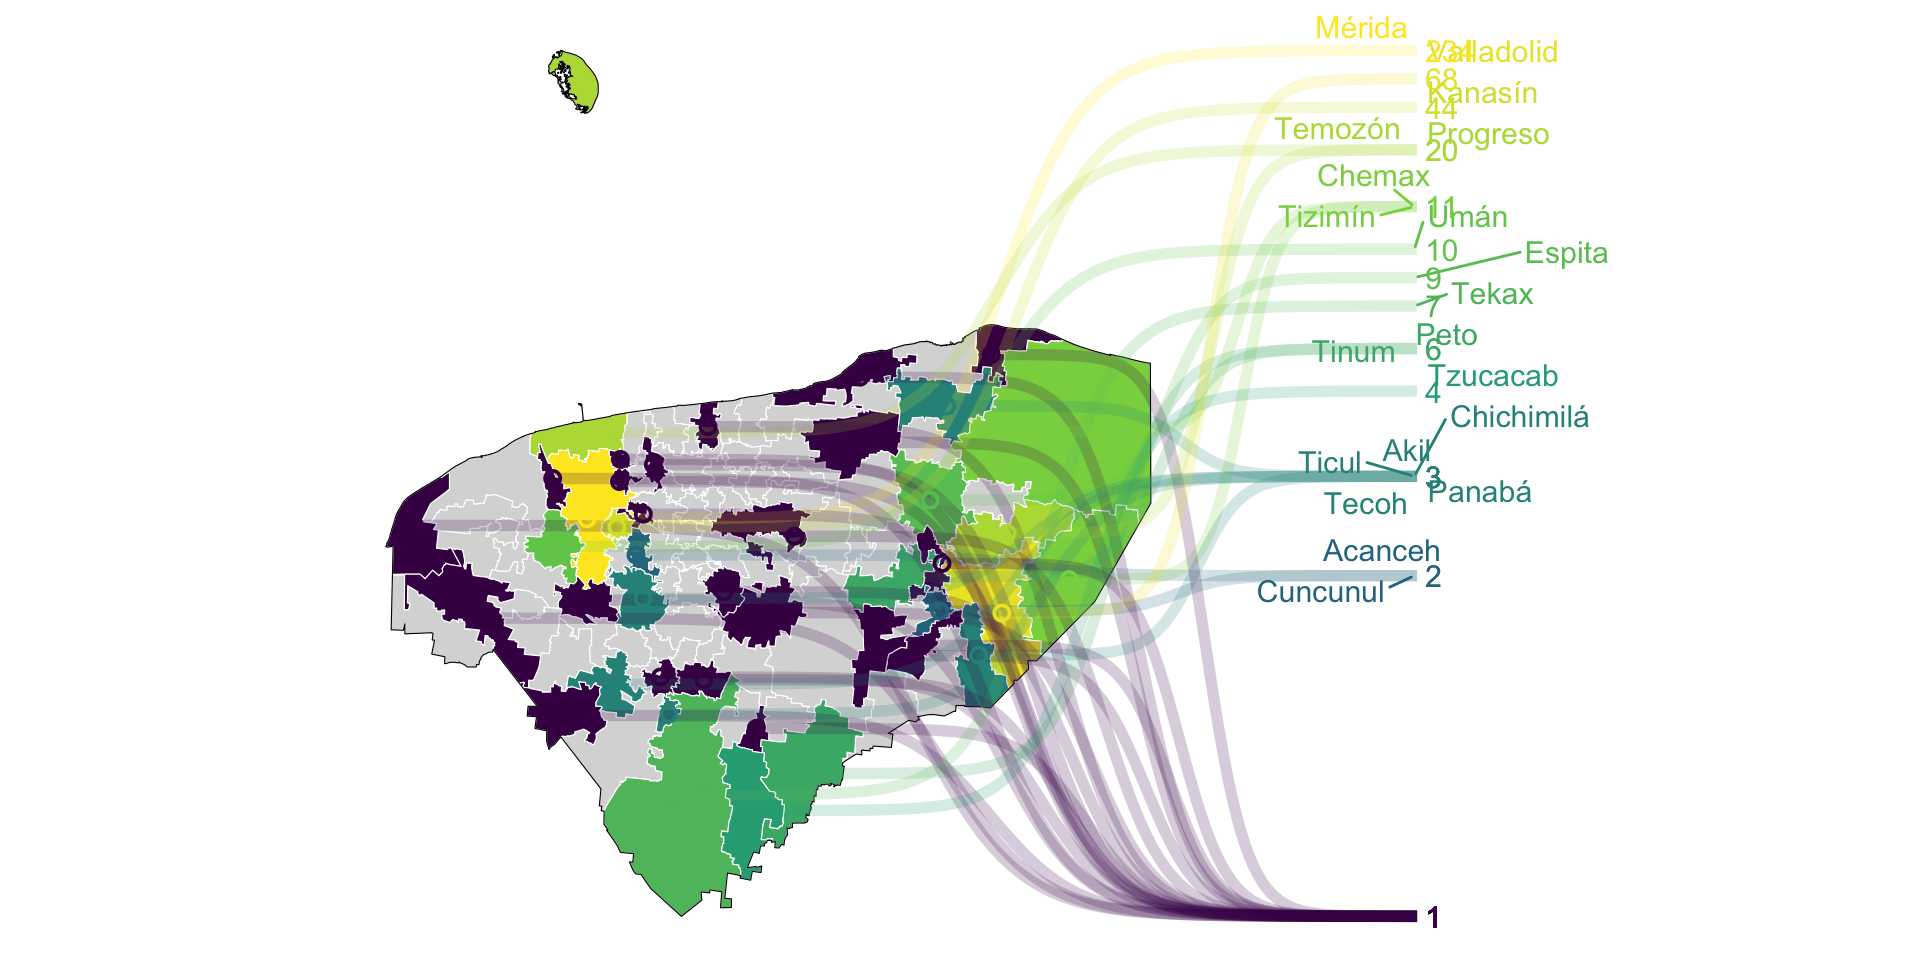 Mérida
234 Valladolid
68
Kanasín
44
Temozón Progreso
20
Chemax
11
Tizimín Umán
10 Espita
9
Tekax
7
Peto
Tinum 6
Tzucacab
4
Chichimilá
Akil
Ticul 3
Panabá
Tecoh
Acanceh
2
Cuncunul
1